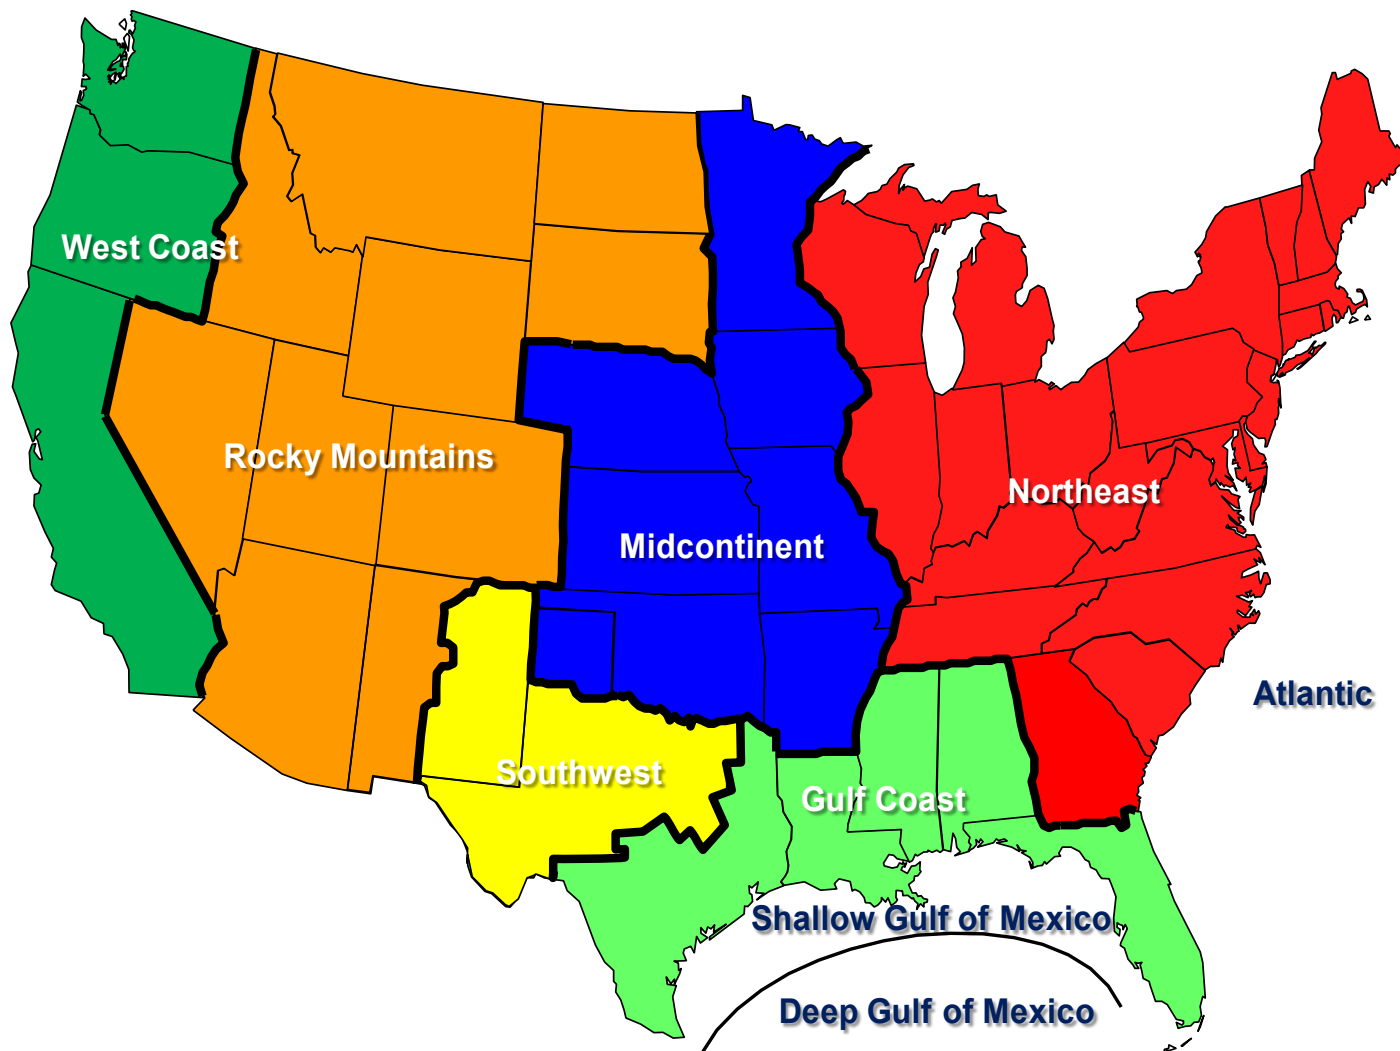 West Coast
Rocky Mountains
Northeast
Midcontinent
Atlantic
Southwest
Gulf Coast
Shallow Gulf of Mexico
Deep Gulf of Mexico